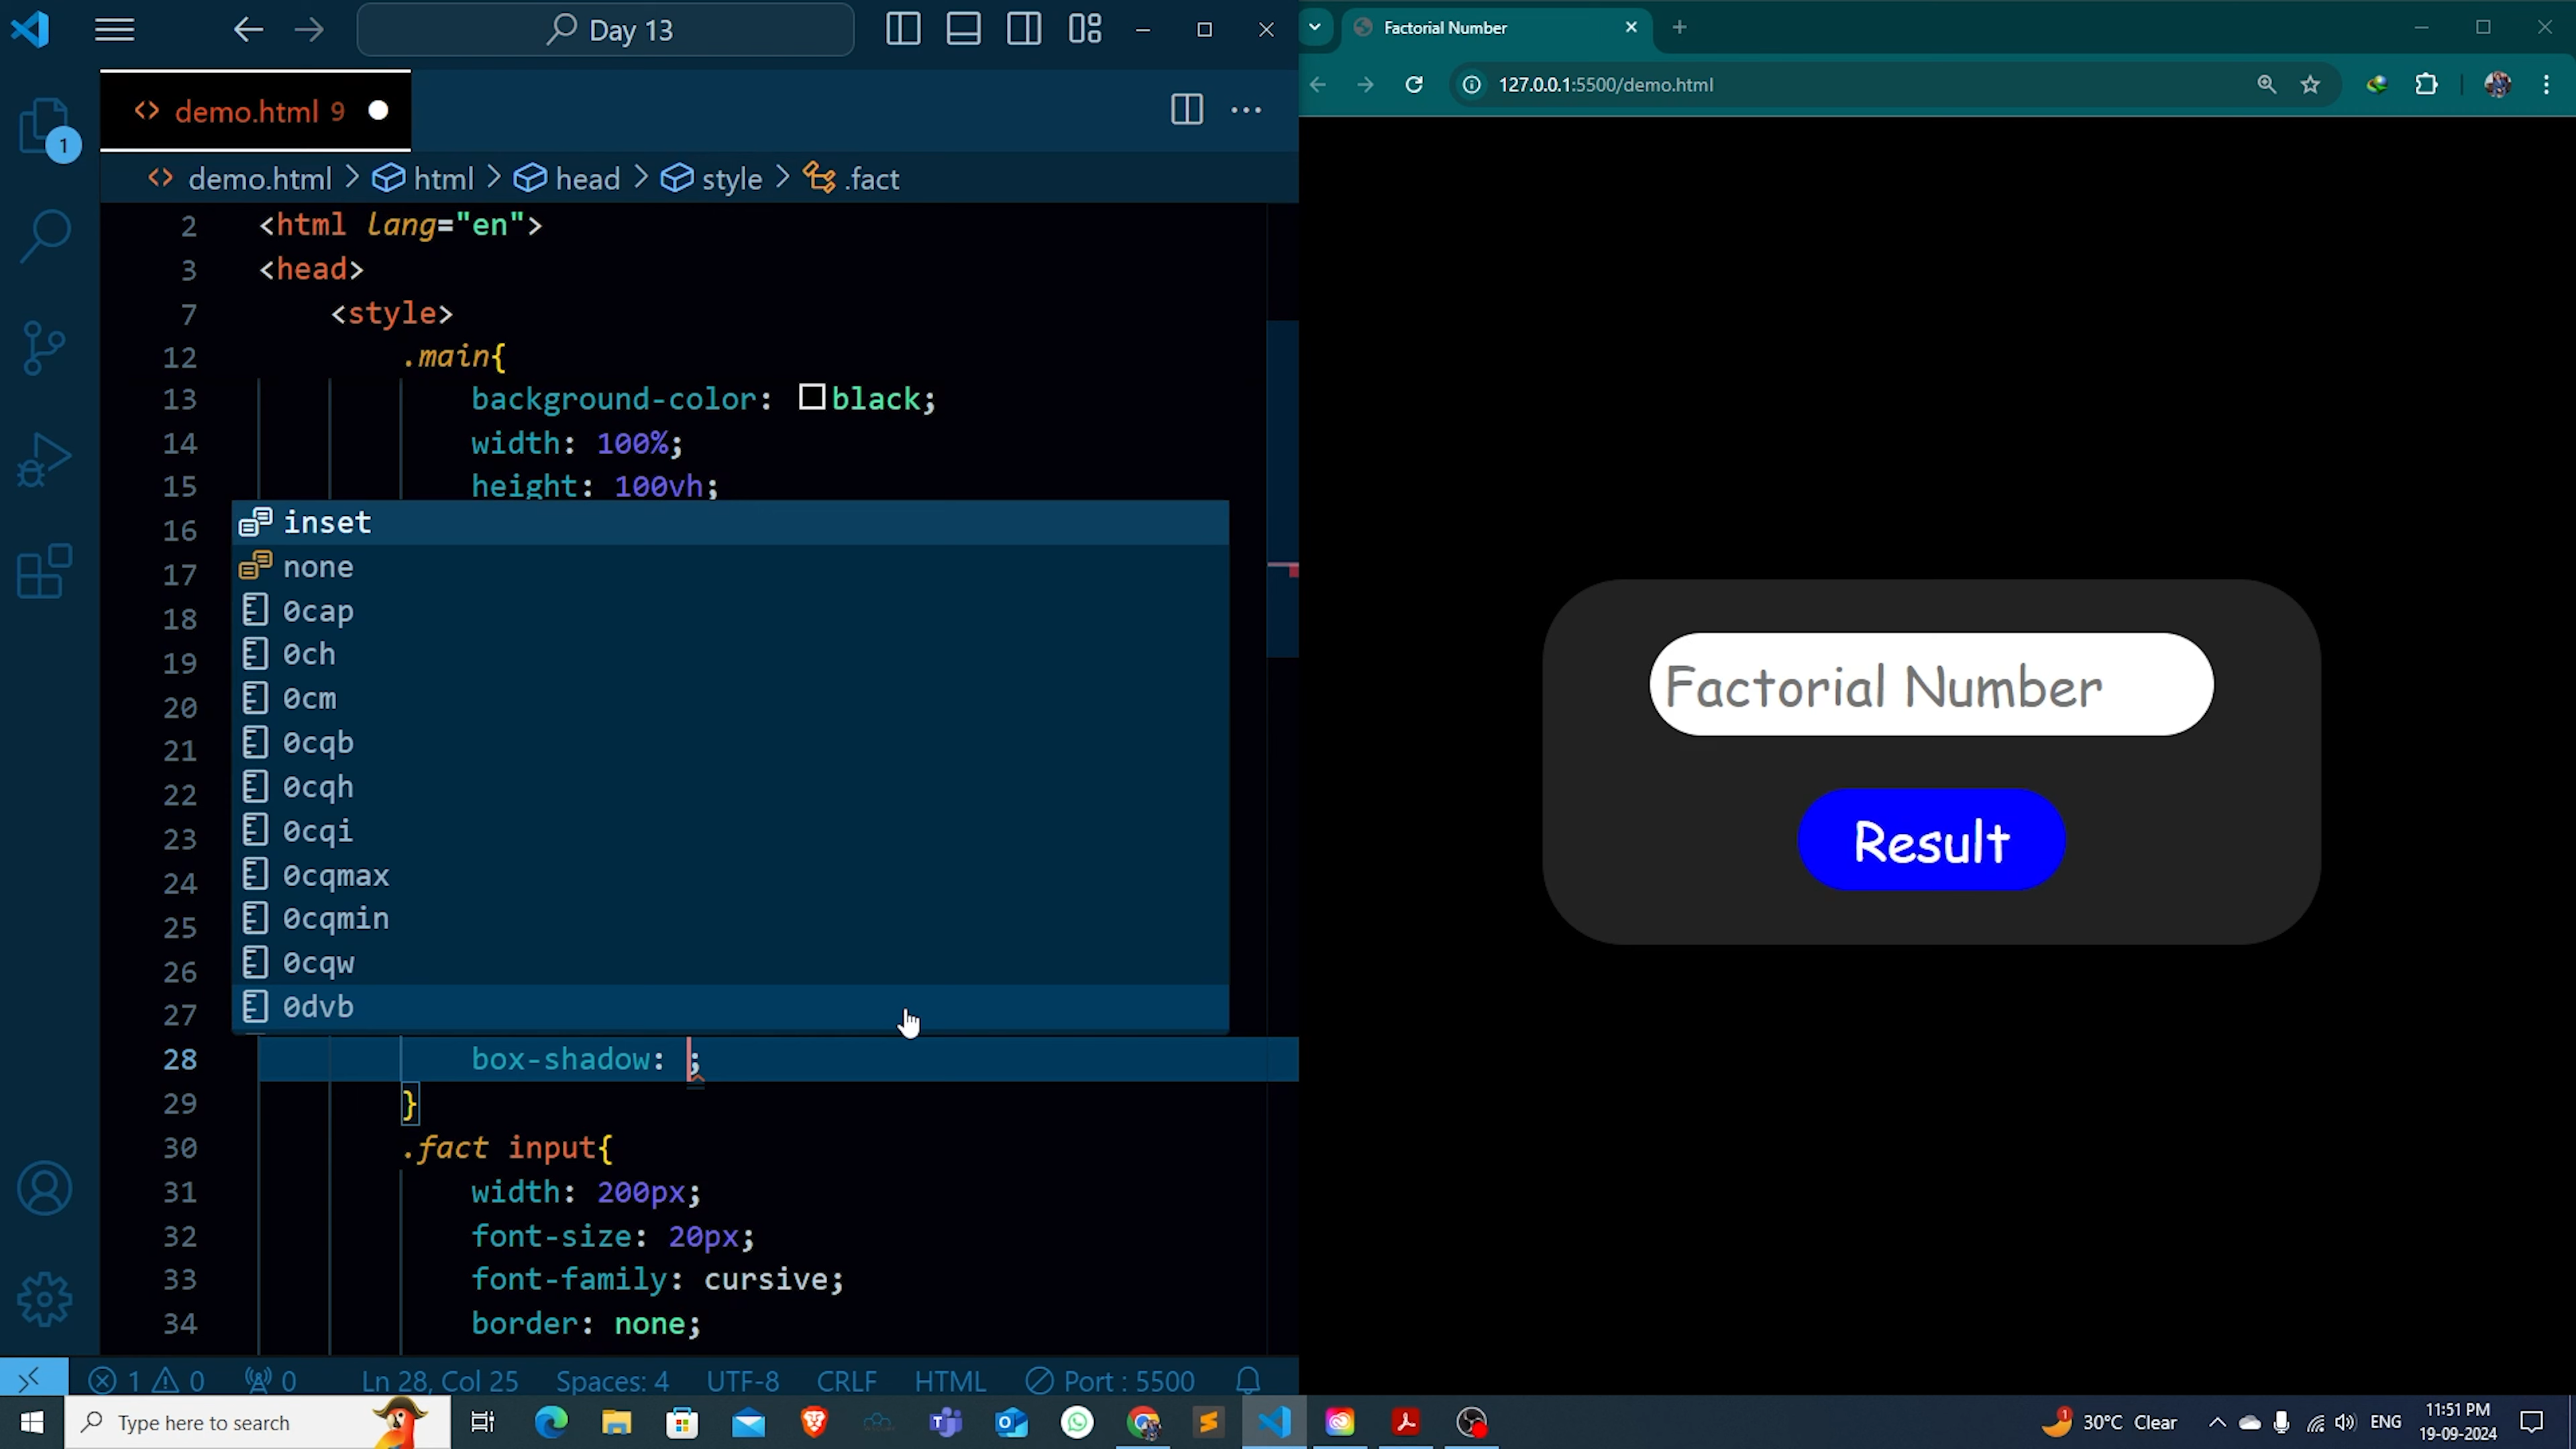 Day 13
demo.html 9
demo.html > html > head > style > .fact
1
2 <html lang="en">
3 <head>
7 <style>
12 .main{
13 background-color: black;
14 width: 100%;
15 height: 100vh;
16 inset
17 none
18 0cap
19 0ch
20 0cm
21 0cqb
22 0cqh
23 0cqi
24 0cqmax
25 0cqmin
26 0cqw
27 0dvb
28 box-shadow: ;
29 }
30 .fact input{
31 width: 200px;
32 font-size: 20px;
33 font-family: cursive;
34 border: none;
1 0 0 Ln 28, Col 25 Spaces: 4 UTF-8 CRLF HTML Port : 5500
Factorial Number
127.0.0.1:5500/demo.html
Factorial Number
Result
Type here to search
1 30°C Clear ENG 11:51 PM
19-09-2024